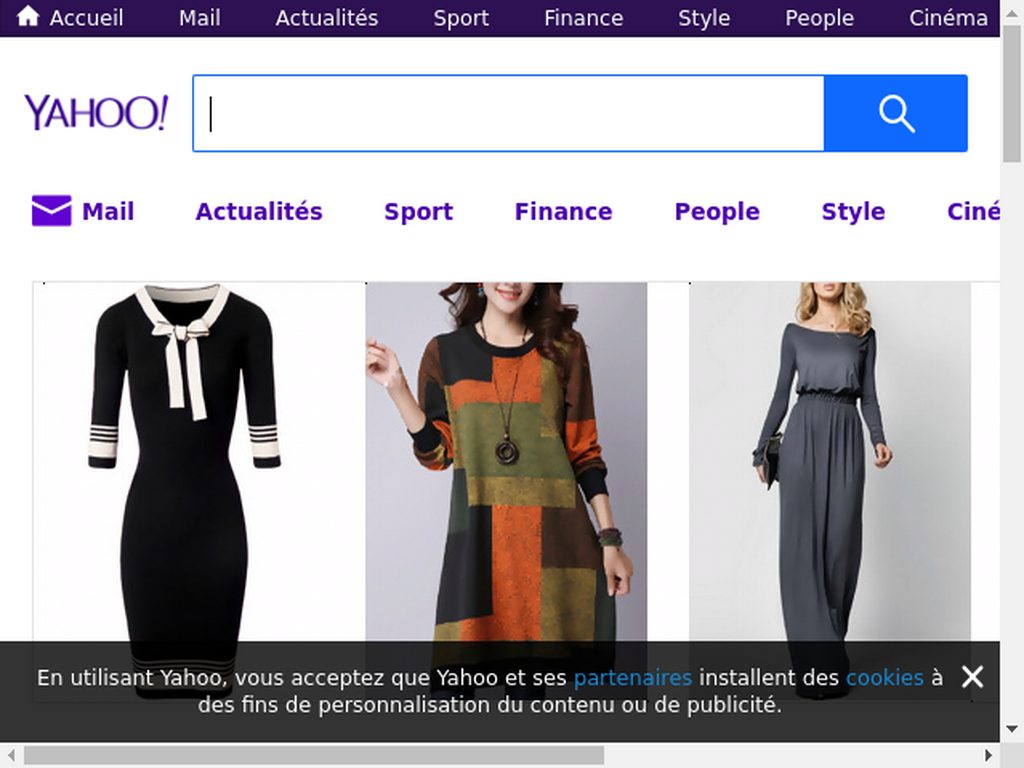 Accueil Mail Actualités Sport Finance Style People Cinéma
YAHOO!
Mail Actualités Sport Finance People Style Ciné
En utilisant Yahoo, vous acceptez que Yahoo et ses partenaires installent des cookies à
des fins de personnalisation du contenu ou de publicité.